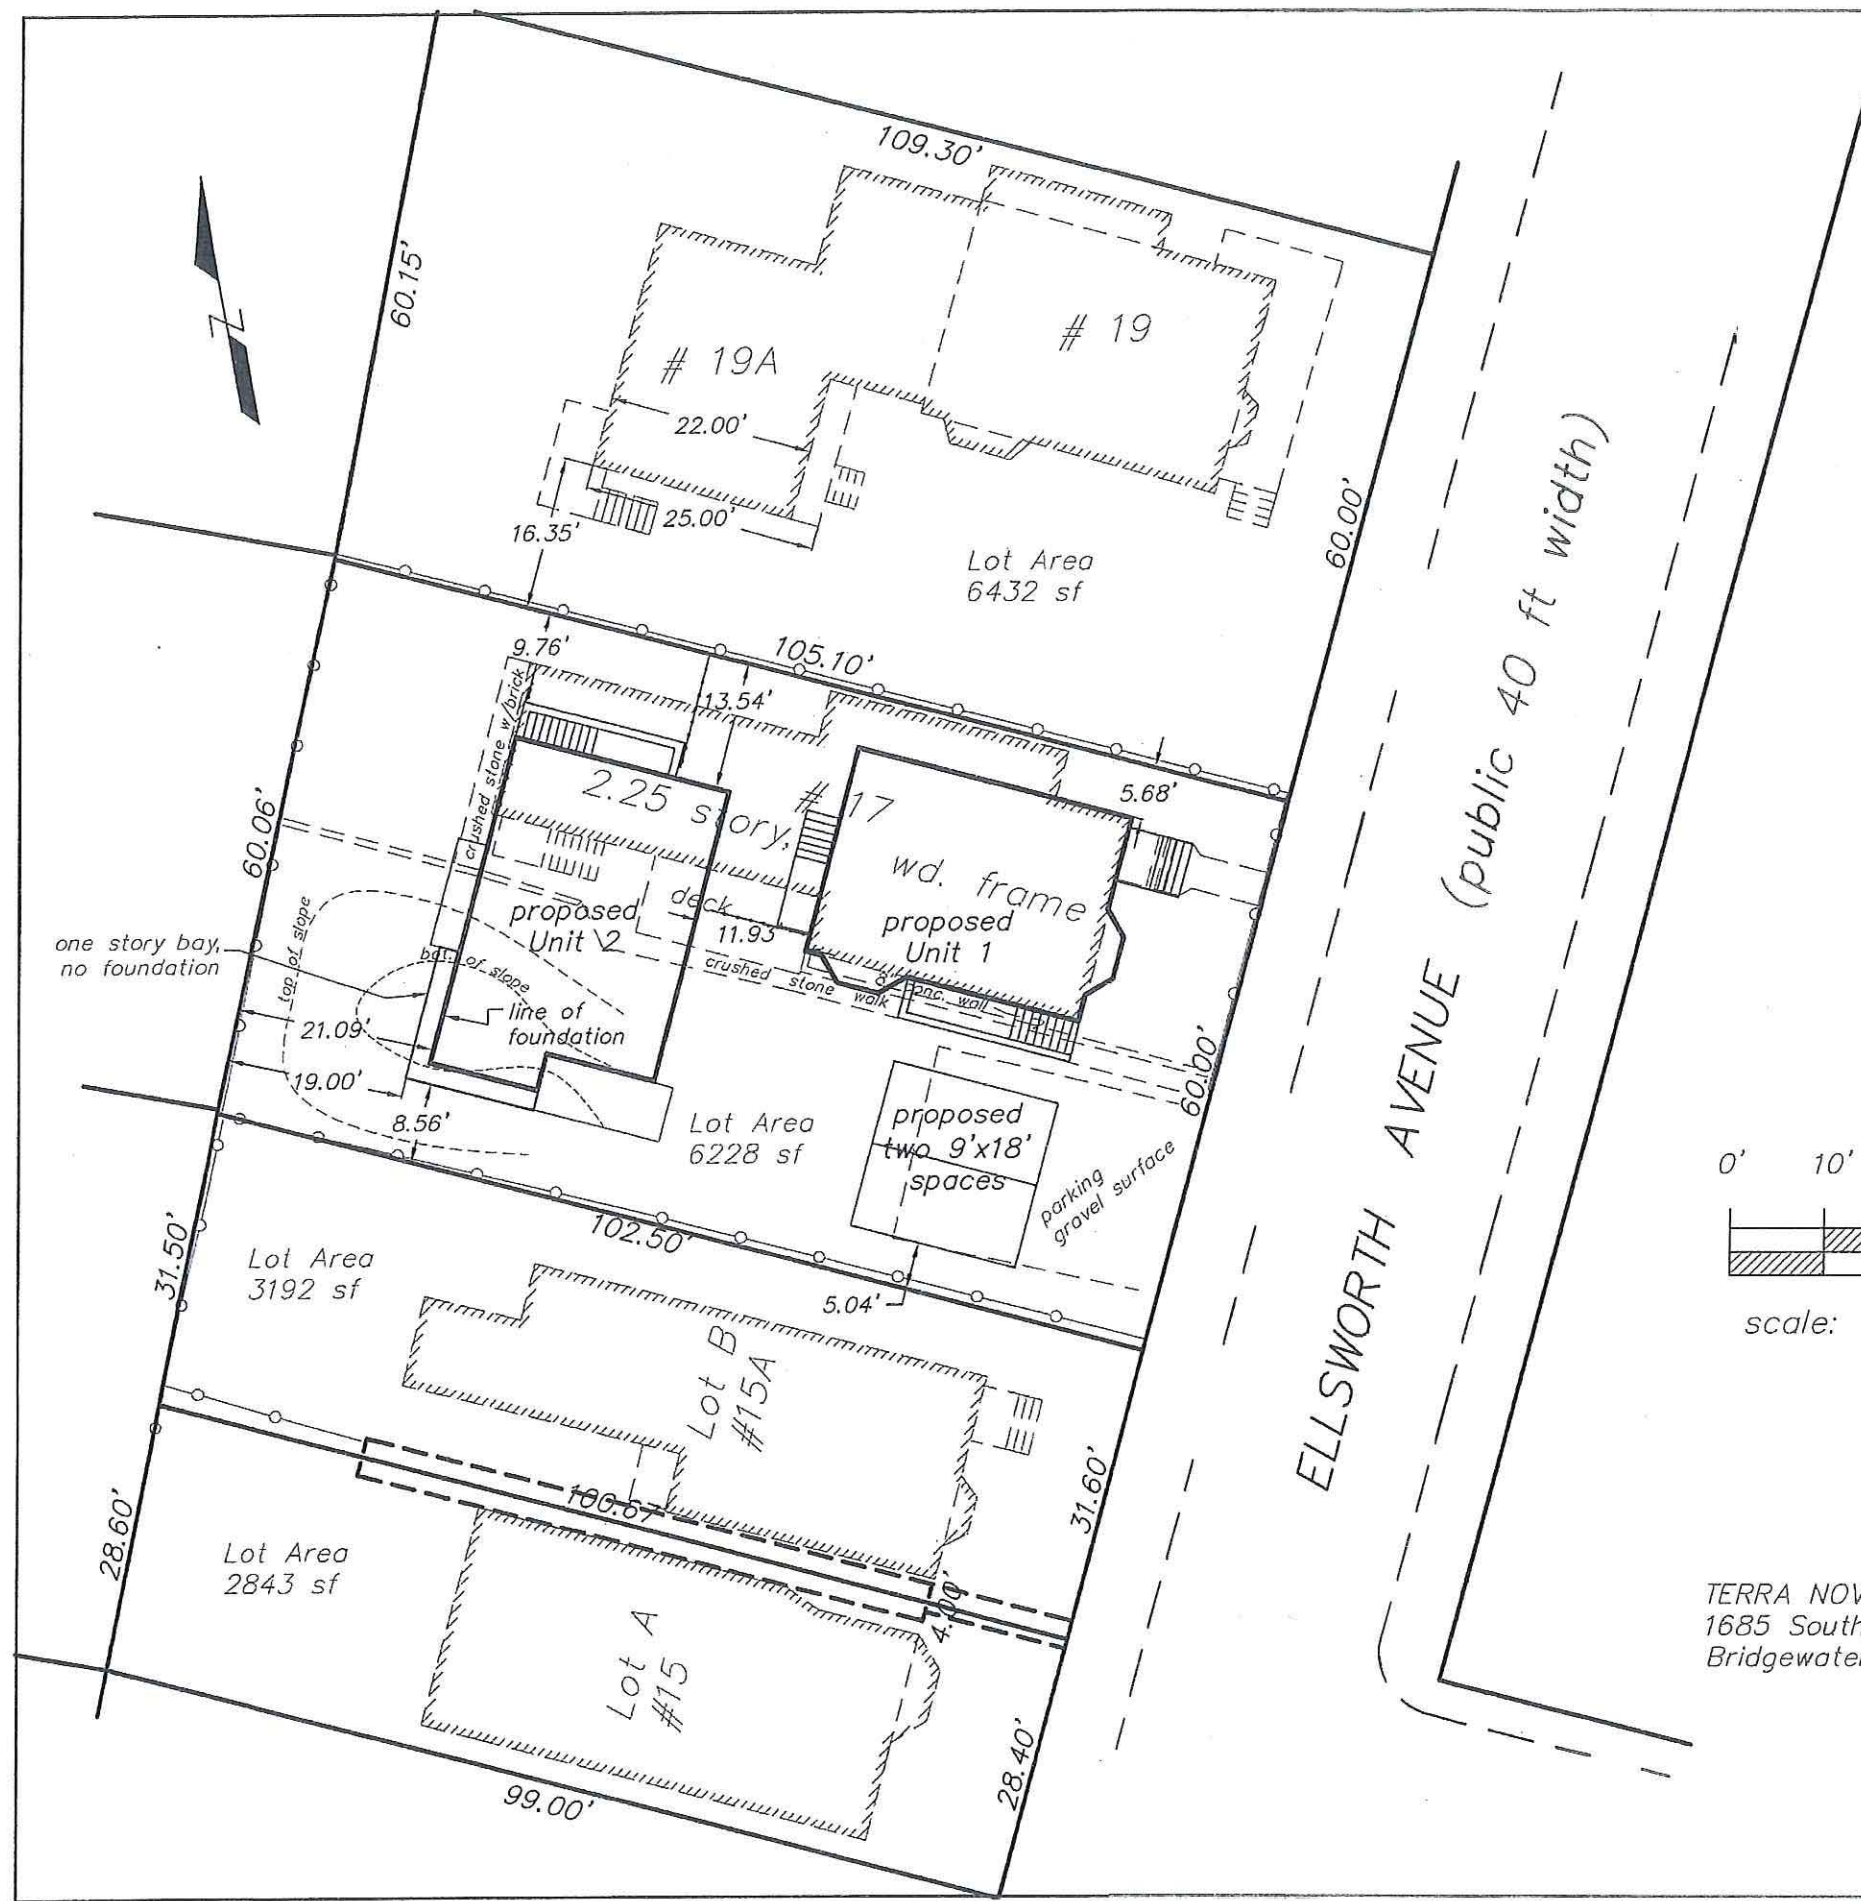 109.30'
60.15'
# 19
# 19A
22.00'
25.00'
16.35'
Lot Area
6432 sf
60.00'
ELLSWORTH AVENUE (public 40 ft width)
9.76'
105.10'
13.54'
5.68'
crushed stone w/brick
2.25 story,
# 17
wd. frame
60.06'
deck
proposed
Unit 2
11.93'
proposed
Unit 1
one story bay,
no foundation
top of slope
bot. of slope
crushed stone walk
conc. wall
line of
foundation
21.09'
19.00'
8.56'
Lot Area
6228 sf
60.00'
proposed
two 9'x18'
spaces
parking
gravel surface
0' 10'
scale:
31.50'
102.50'
5.04'
Lot Area
3192 sf
Lot B
#15A
31.60'
100.67'
28.60'
Lot Area
2843 sf
4.00'
Lot A
#15
28.40'
99.00'
TERRA NOV
1685 South
Bridgewate